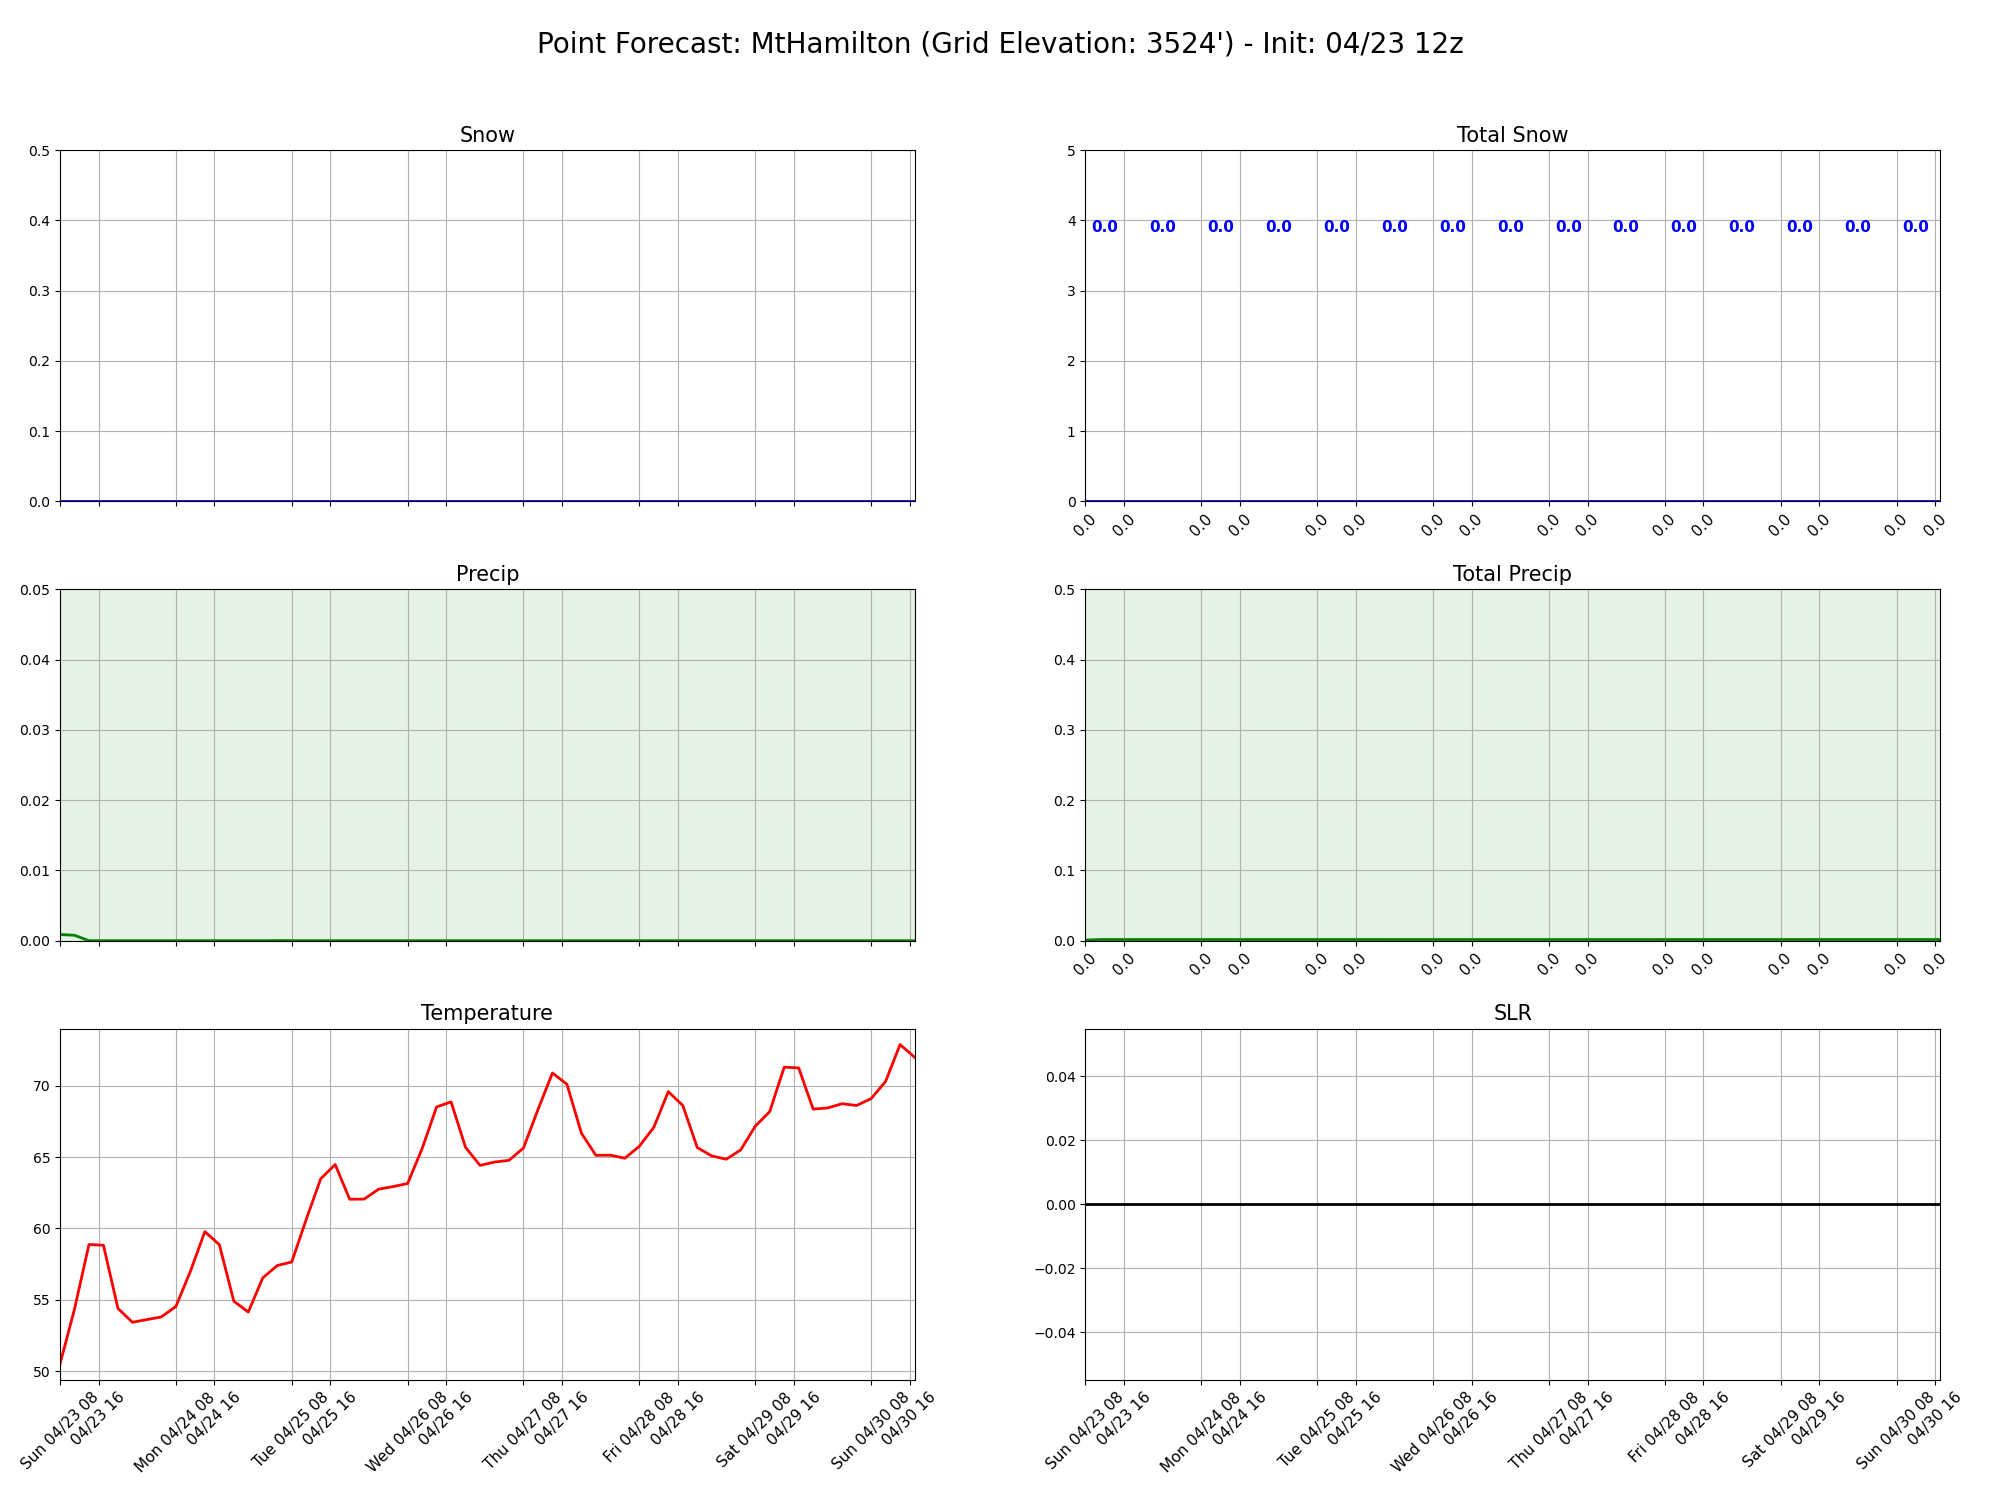 Point Forecast: MtHamilton (Grid Elevation: 3524') - Init: 04/23 12z
Snow
0.5
0.4
0.3
0.2
0.1
0.0
Total Snow
5
4
3
2
1
0
0.0 0.0 0.0 0.0 0.0 0.0 0.0 0.0 0.0 0.0 0.0 0.0 0.0 0.0 0.0
0.0 0.0 0.0 0.0 0.0 0.0 0.0 0.0 0.0 0.0 0.0 0.0 0.0 0.0 0.0 0.0
Precip
0.05
0.04
0.03
0.02
0.01
0.00
Total Precip
0.5
0.4
0.3
0.2
0.1
0.0
0.0 0.0 0.0 0.0 0.0 0.0 0.0 0.0 0.0 0.0 0.0 0.0 0.0 0.0 0.0 0.0
Temperature
70
65
60
55
50
Sun 04/23 08
04/23 16
Mon 04/24 08
04/24 16
Tue 04/25 08
04/25 16
Wed 04/26 08
04/26 16
Thu 04/27 08
04/27 16
Fri 04/28 08
04/28 16
Sat 04/29 08
04/29 16
Sun 04/30 08
04/30 16
SLR
0.04
0.02
0.00
−0.02
−0.04
Sun 04/23 08
04/23 16
Mon 04/24 08
04/24 16
Tue 04/25 08
04/25 16
Wed 04/26 08
04/26 16
Thu 04/27 08
04/27 16
Fri 04/28 08
04/28 16
Sat 04/29 08
04/29 16
Sun 04/30 08
04/30 16